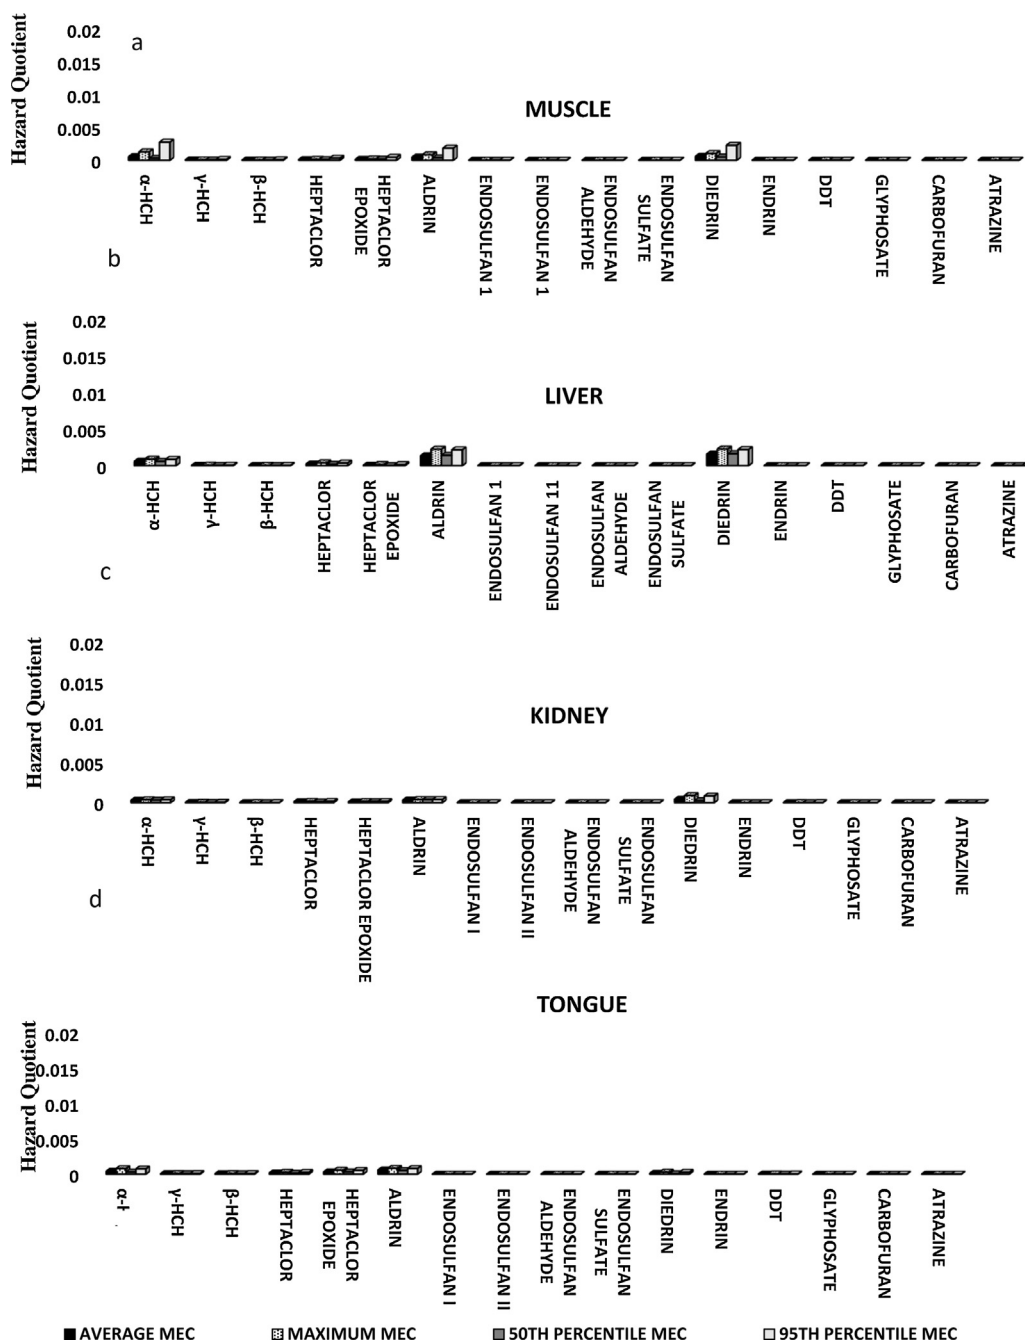 a
Hazard Quotient
0.02
0.015
0.01
0.005
0
MUSCLE
α-HCH
γ-HCH
β-HCH
HEPTACLOR
HEPTACLOR
EPOXIDE
ALDRIN
ENDOSULFAN 1
ENDOSULFAN 1
ENDOSULFAN
ALDEHYDE
ENDOSULFAN
SULFATE
DIEDRIN
ENDRIN
DDT
GLYPHOSATE
CARBOFURAN
ATRAZINE
b
Hazard Quotient
0.02
0.015
0.01
0.005
0
LIVER
α-HCH
γ-HCH
β-HCH
HEPTACLOR
HEPTACLOR
EPOXIDE
ALDRIN
ENDOSULFAN 1
ENDOSULFAN 11
ENDOSULFAN
ALDEHYDE
ENDOSULFAN
SULFATE
DIEDRIN
ENDRIN
DDT
GLYPHOSATE
CARBOFURAN
ATRAZINE
c
Hazard Quotient
0.02
0.015
0.01
0.005
0
KIDNEY
α-HCH
γ-HCH
β-HCH
HEPTACLOR
HEPTACLOR EPOXIDE
ALDRIN
ENDOSULFAN I
ENDOSULFAN II
ENDOSULFAN
ALDEHYDE
ENDOSULFAN
SULFATE
DIEDRIN
ENDRIN
DDT
GLYPHOSATE
CARBOFURAN
ATRAZINE
d
Hazard Quotient
0.02
0.015
0.01
0.005
0
TONGUE
γ-HCH
β-HCH
HEPTACLOR
HEPTACLOR
EPOXIDE
ALDRIN
ENDOSULFAN I
ENDOSULFAN II
ENDOSULFAN
ALDEHYDE
ENDOSULFAN
SULFATE
DIEDRIN
ENDRIN
DDT
GLYPHOSATE
CARBOFURAN
ATRAZINE
AVERAGE MEC MAXIMUM MEC 50TH PERCENTILE MEC 95TH PERCENTILE MEC